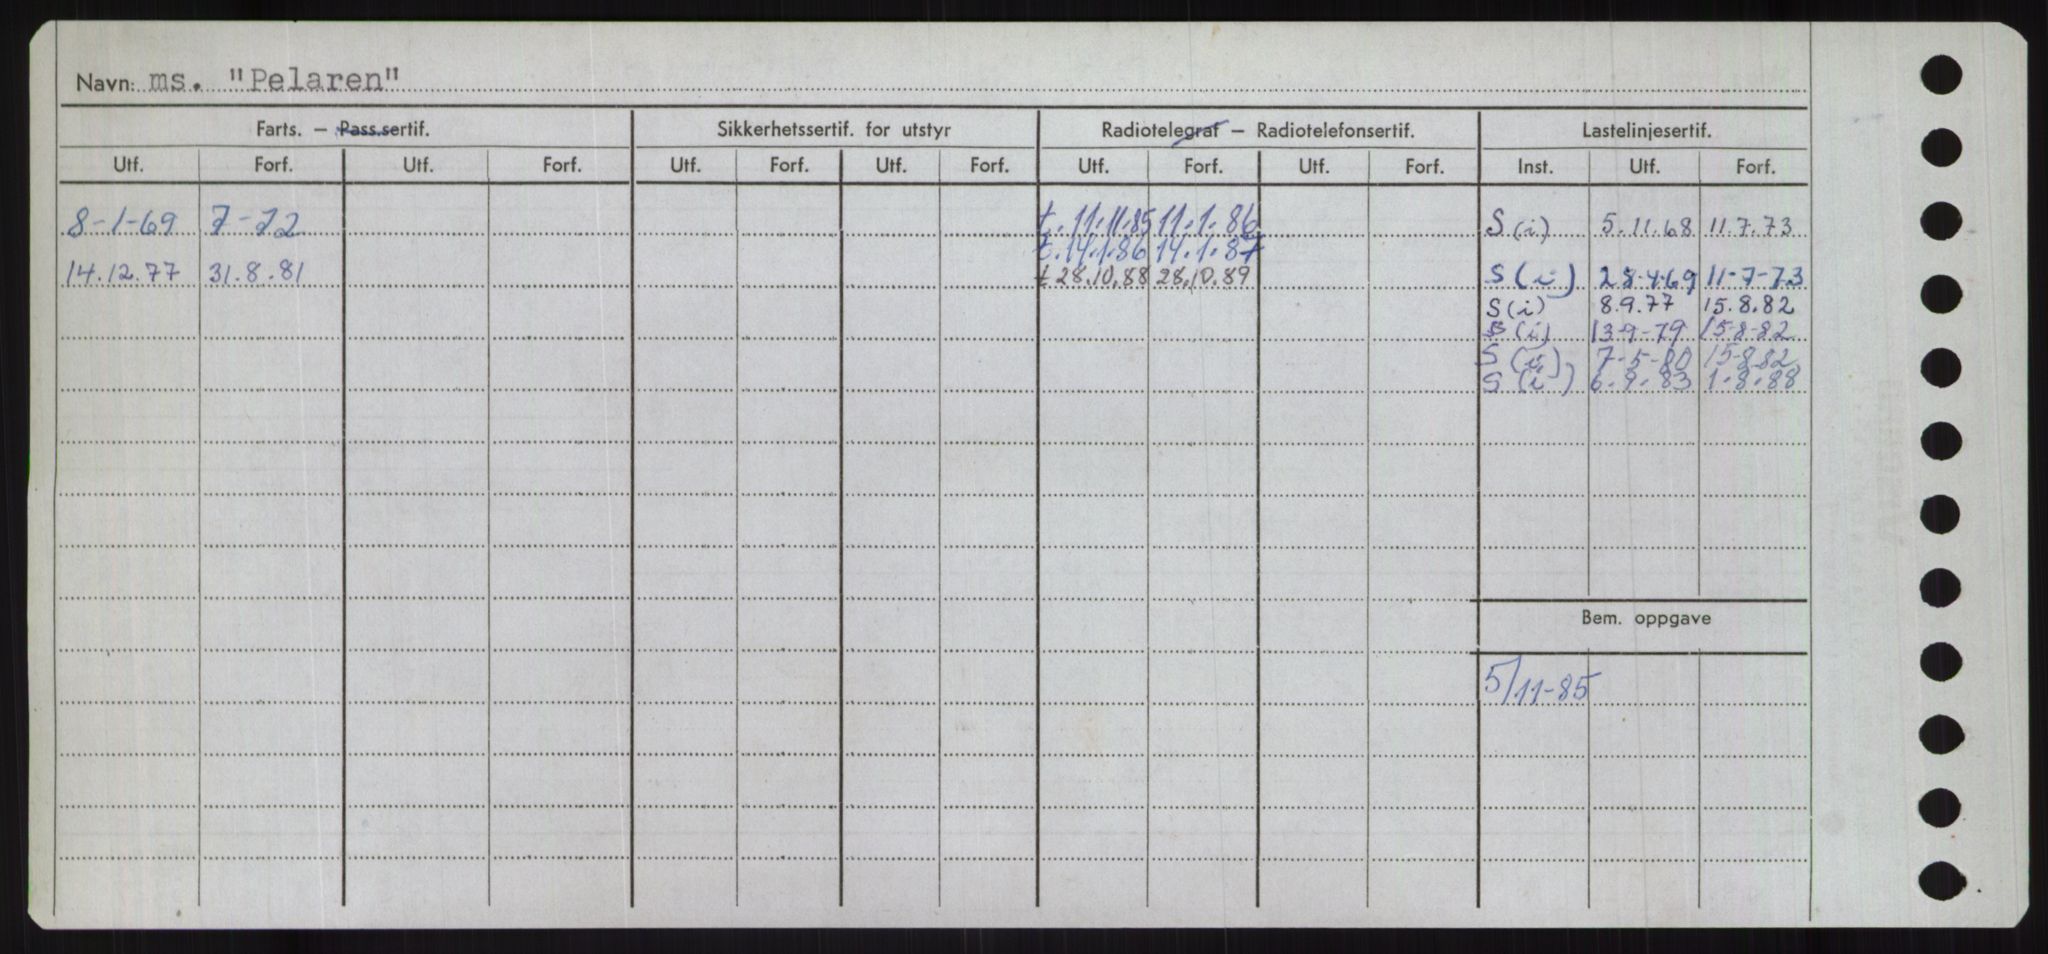 Navn: ms. "Pelaren"
Farts. — Pass.sertif. Sikkerhetssertif. for utstyr Radiotelegraf — Radiotelefonsertif. Lastelinjesertif.
Utf. Forf. Utf. Forf. Utf. Forf. Utf. Forf. Utf. Forf. Utf. Forf. Inst. Utf. Forf.
8-1-69 7-72 t. 11.11.85 11.1.86 S(i) 5.11.68 11.7.73
t. 14.1.86 14.1.87
14.12.77 31.8.81 t 28.10.88 28.10.89 S(i) 28-4-69 11-7-73
S(i) 8.9.77 15.8.82
S(i) 13-9-79 15-8-82
S(i) 7-5-80 15-8-82
S(i) 6.9.83 1.8.88
Bem. oppgave
5/11-85